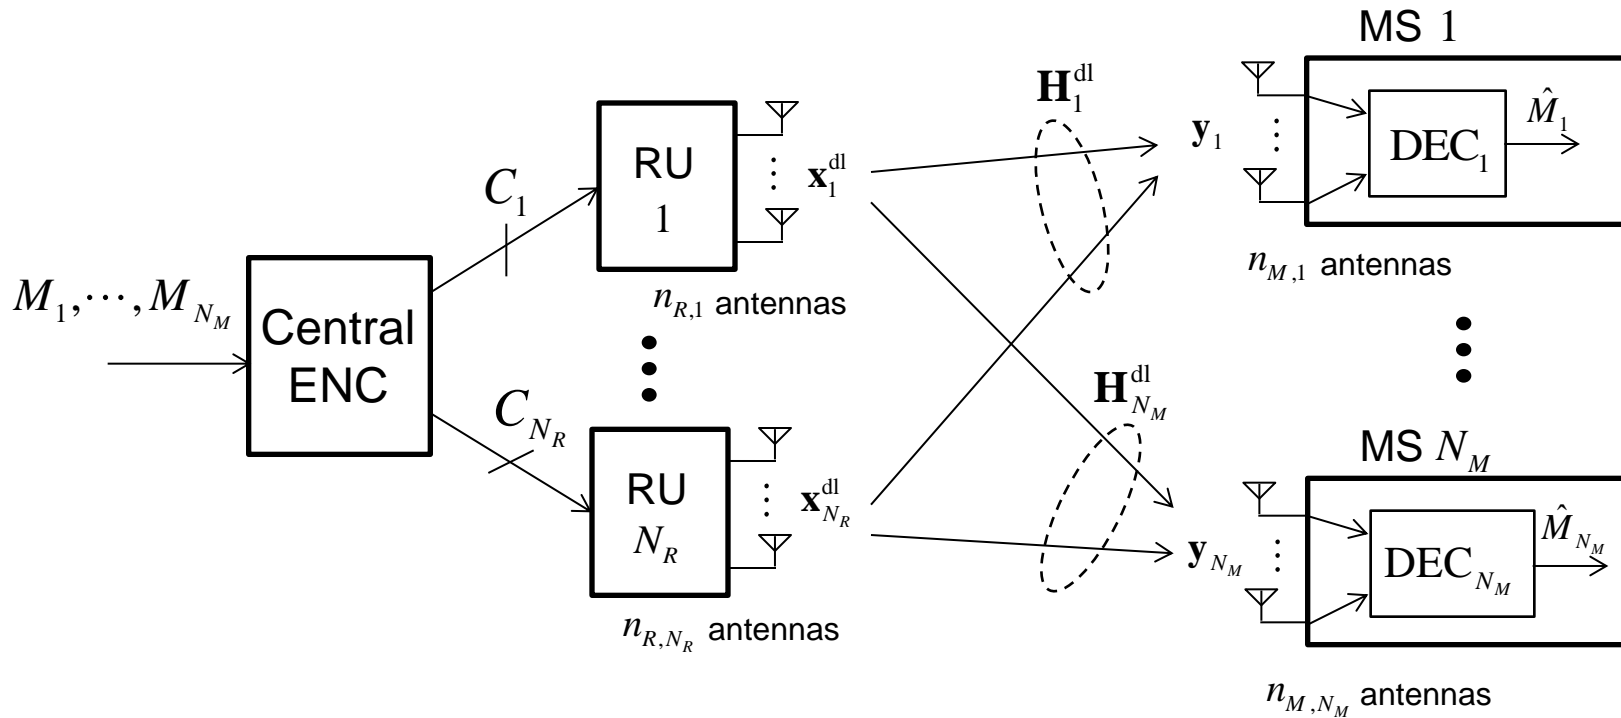 M_1,⋯,M_{N_M}
Central
ENC
C_1
C_{N_R}
RU
1
x_1^{dl}
n_{R,1} antennas
RU
N_R
x_{N_R}^{dl}
n_{R,N_R} antennas
H_1^{dl}
H_{N_M}^{dl}
MS 1
y_1
DEC_1
M̂_1
n_{M,1} antennas
MS N_M
y_{N_M}
DEC_{N_M}
M̂_{N_M}
n_{M,N_M} antennas